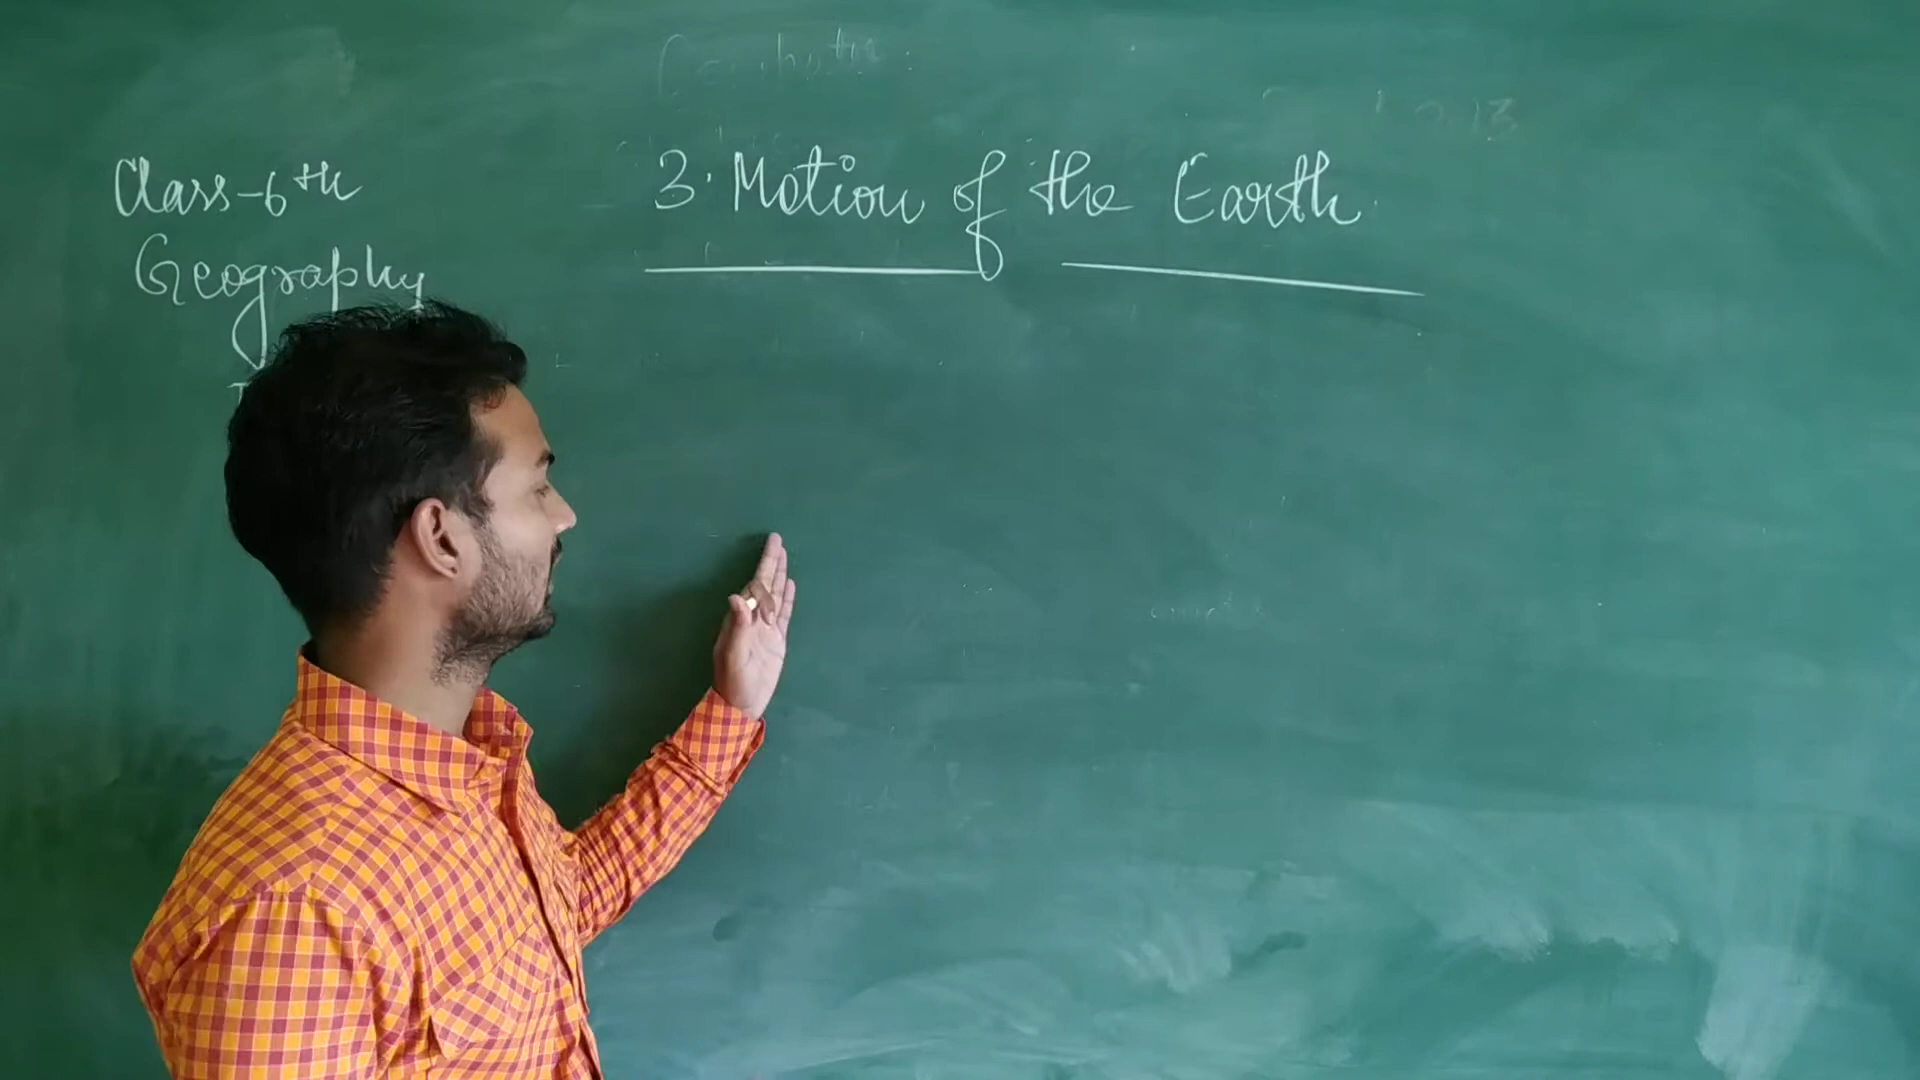 Class-6th
Geography
3. Motion of the Earth